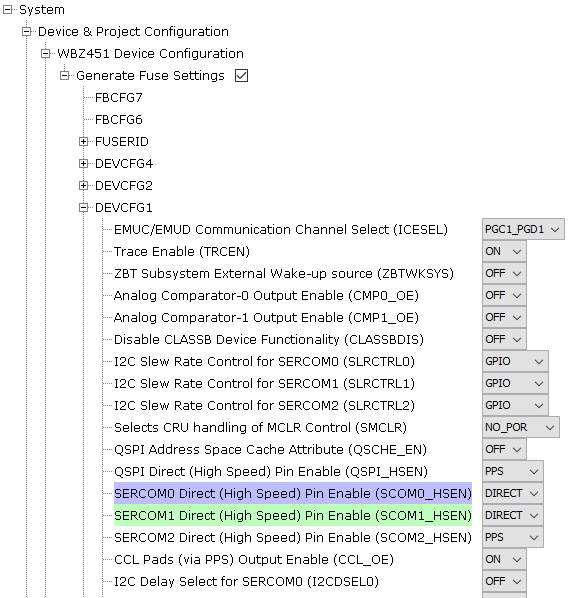 System
Device & Project Configuration
WBZ451 Device Configuration
Generate Fuse Settings
FBCFG7
FBCFG6
FUSERID
DEVCFG4
DEVCFG2
DEVCFG1
EMUC/EMUD Communication Channel Select (ICESEL) PGC1_PGD1
Trace Enable (TRCEN) ON
ZBT Subsystem External Wake-up source (ZBTWKSYS) OFF
Analog Comparator-0 Output Enable (CMP0_OE) OFF
Analog Comparator-1 Output Enable (CMP1_OE) OFF
Disable CLASSB Device Functionality (CLASSBDIS) OFF
I2C Slew Rate Control for SERCOM0 (SLRCTRL0) GPIO
I2C Slew Rate Control for SERCOM1 (SLRCTRL1) GPIO
I2C Slew Rate Control for SERCOM2 (SLRCTRL2) GPIO
Selects CRU handling of MCLR Control (SMCLR) NO_POR
QSPI Address Space Cache Attribute (QSCHE_EN) OFF
QSPI Direct (High Speed) Pin Enable (QSPI_HSEN) PPS
SERCOM0 Direct (High Speed) Pin Enable (SCOM0_HSEN) DIRECT
SERCOM1 Direct (High Speed) Pin Enable (SCOM1_HSEN) DIRECT
SERCOM2 Direct (High Speed) Pin Enable (SCOM2_HSEN) PPS
CCL Pads (via PPS) Output Enable (CCL_OE) ON
I2C Delay Select for SERCOM0 (I2CDSEL0) OFF